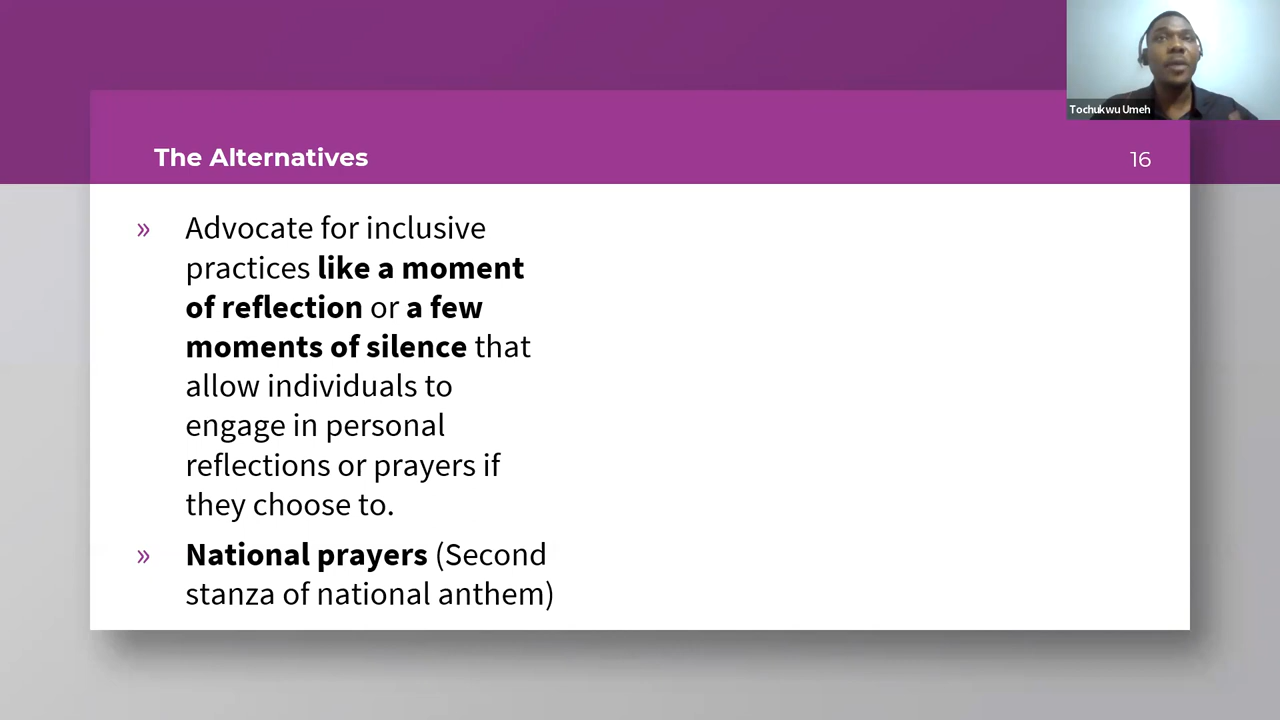 Tochukwu Umeh
The Alternatives
16
» Advocate for inclusive
practices like a moment
of reflection or a few
moments of silence that
allow individuals to
engage in personal
reflections or prayers if
they choose to.
» National prayers (Second
stanza of national anthem)